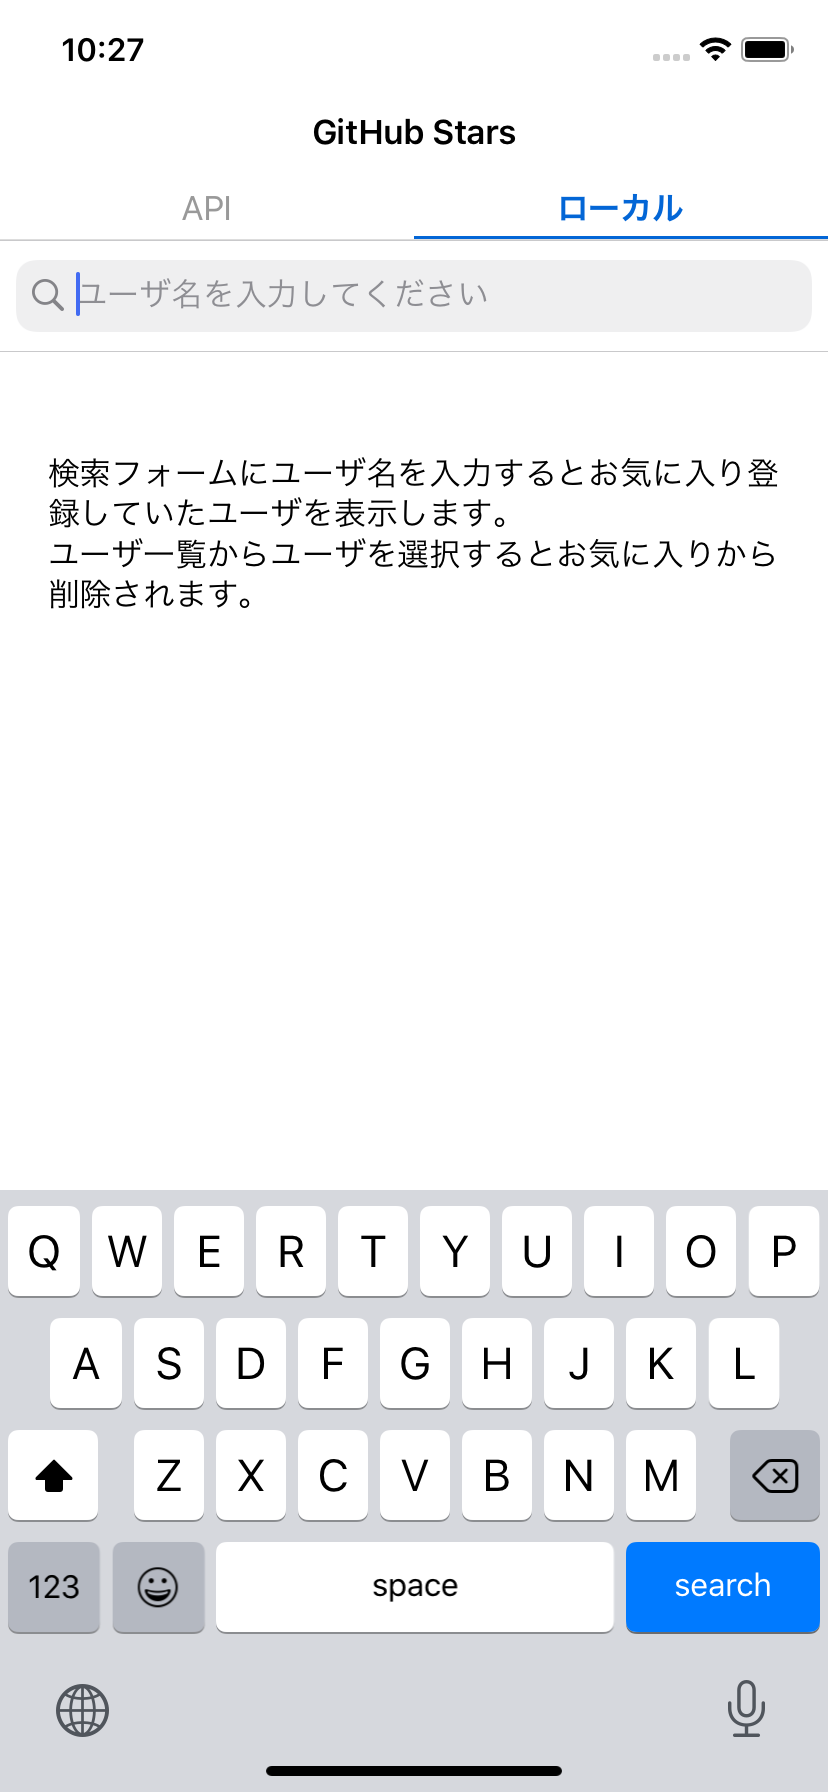 10:27
GitHub Stars
API
ローカル
ユーザ名を入力してください
検索フォームにユーザ名を入力するとお気に入り登
録していたユーザを表示します。
ユーザ一覧からユーザを選択するとお気に入りから
削除されます。
Q W E R T Y U I O P
A S D F G H J K L
Z X C V B N M
123
space
search